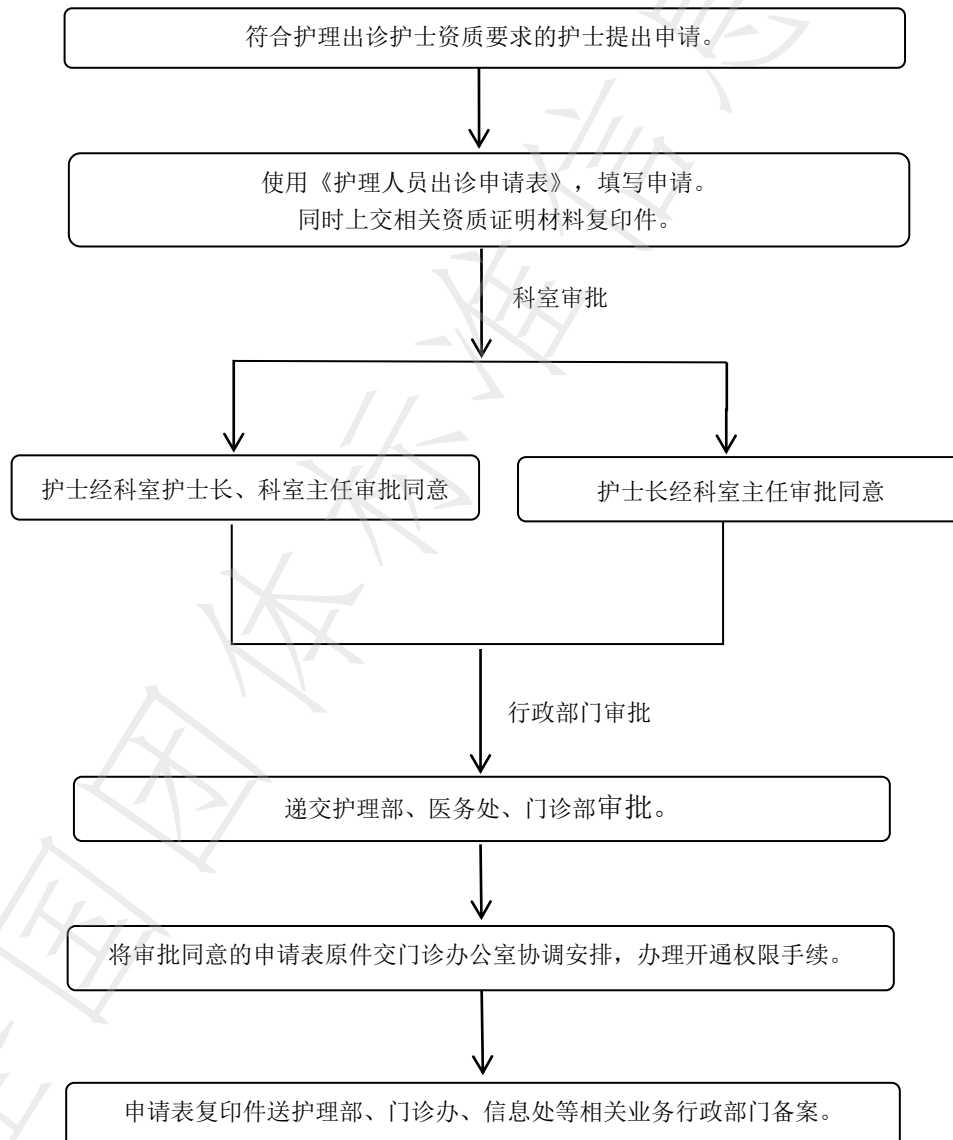 符合护理出诊护士资质要求的护士提出申请。
使用《护理人员出诊申请表》，填写申请。
同时上交相关资质证明材料复印件。
科室审批
护士经科室护士长、科室主任审批同意
护士长经科室主任审批同意
行政部门审批
递交护理部、医务处、门诊部审批。
将审批同意的申请表原件交门诊办公室协调安排，办理开通权限手续。
申请表复印件送护理部、门诊办、信息处等相关业务行政部门备案。
国团体标准信息